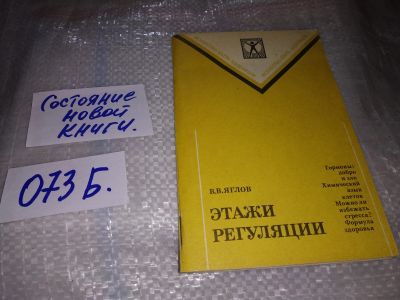 Состояние
новой
книги.
073 Б.
В.В.ЯГЛОВ
ЭТАЖИ
РЕГУЛЯЦИИ
Гормоны:
добро
и зло
Химический
язык
клеток
Можно ли
избежать
стресса?
Формула
здоровья